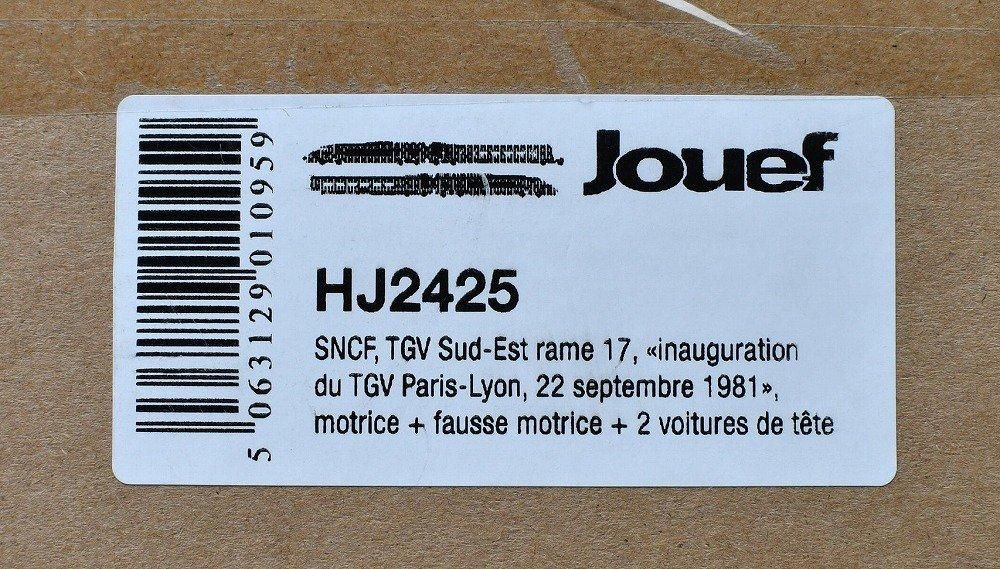 Jouef
HJ2425
SNCF, TGV Sud-Est rame 17, «inauguration
du TGV Paris-Lyon, 22 septembre 1981»,
motrice + fausse motrice + 2 voitures de tête
5 063129 010959